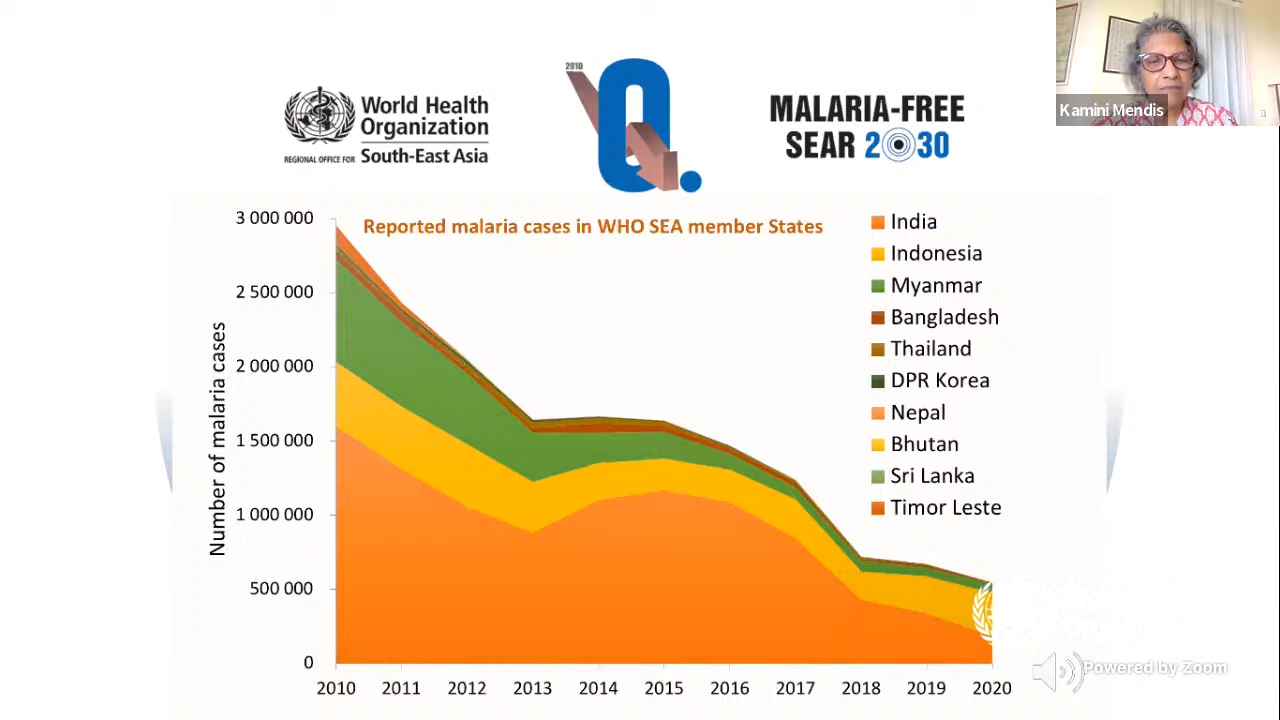 Kamini Mendis
World Health
Organization
REGIONAL OFFICE FOR South-East Asia
2010
0.
MALARIA-FREE
SEAR 2030
Reported malaria cases in WHO SEA member States
Number of malaria cases
3 000 000
2 500 000
2 000 000
1 500 000
1 000 000
500 000
0
2010 2011 2012 2013 2014 2015 2016 2017 2018 2019 2020
India
Indonesia
Myanmar
Bangladesh
Thailand
DPR Korea
Nepal
Bhutan
Sri Lanka
Timor Leste
Powered by Zoom